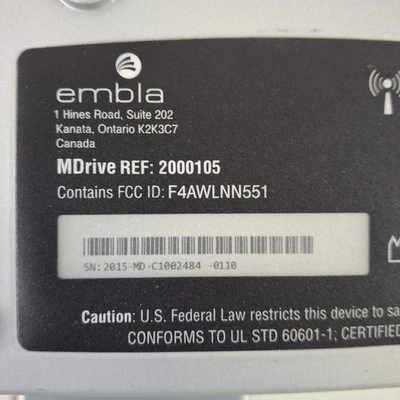 embla
1 Hines Road, Suite 202
Kanata, Ontario K2K3C7
Canada
MDrive REF: 2000105
Contains FCC ID: F4AWLNN551
SN: 2015-MD-C1002484 -0110
Caution: U.S. Federal Law restricts this device to sa
CONFORMS TO UL STD 60601-1; CERTIFIED